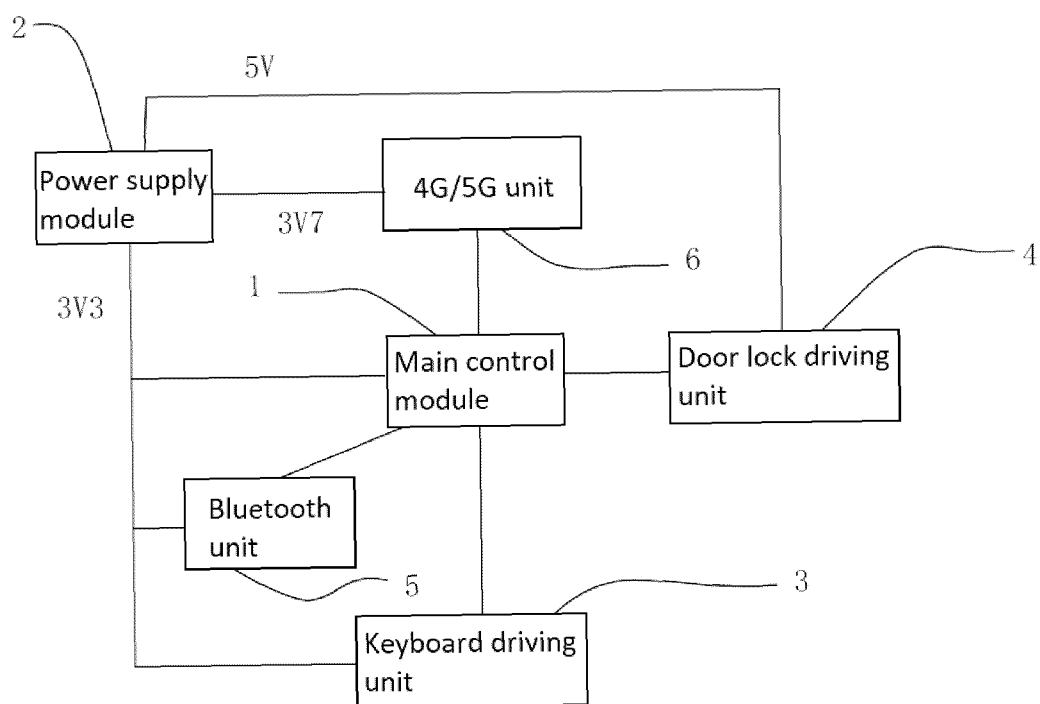 2
5V
Power supply
module
4G/5G unit
3V7
6
4
1
3V3
Main control
module
Door lock driving
unit
Bluetooth
unit
5
3
Keyboard driving
unit